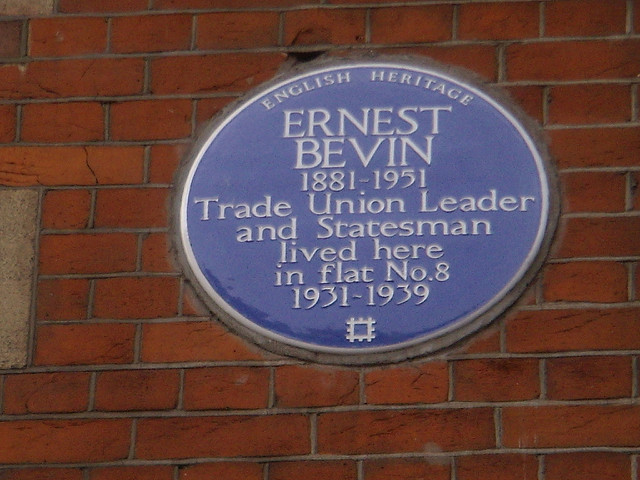 ENGLISH HERITAGE
ERNEST
BEVIN
1881-1951
Trade Union Leader
and Statesman
lived here
in flat No.8
1931-1939